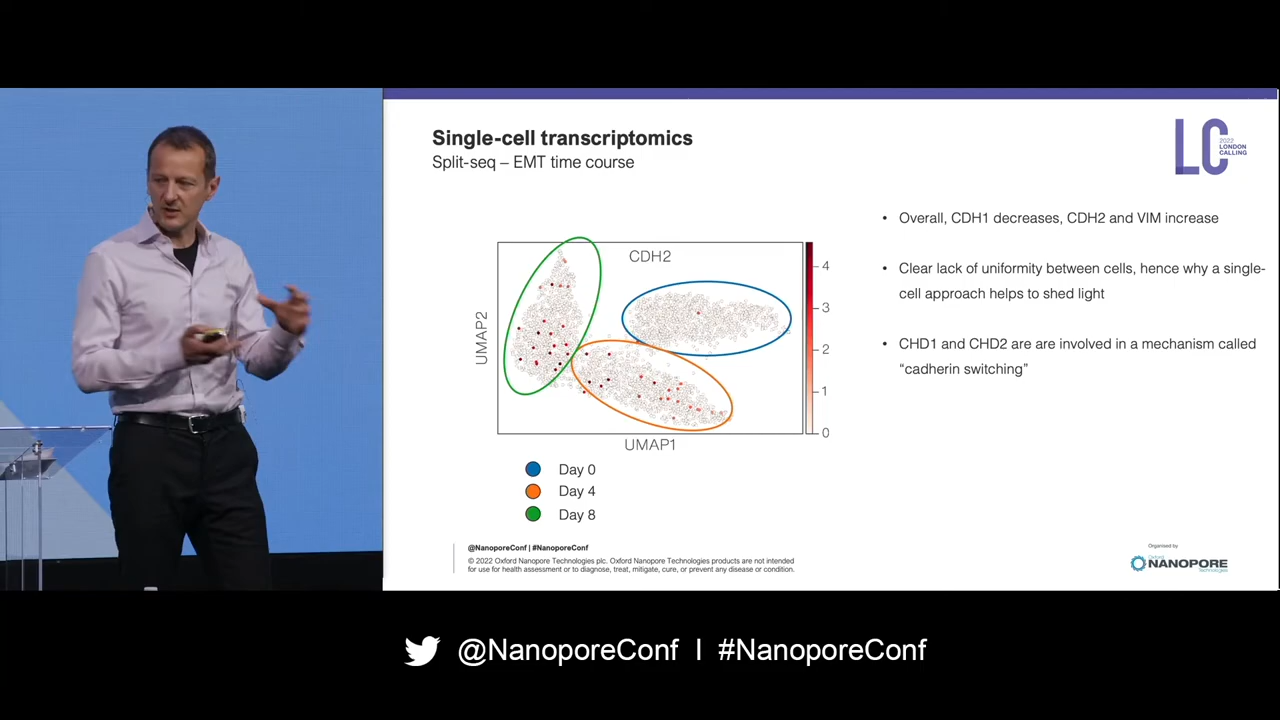 Single-cell transcriptomics
Split-seq – EMT time course
LC
2022
LONDON
CALLING
• Overall, CDH1 decreases, CDH2 and VIM increase
• Clear lack of uniformity between cells, hence why a single-
cell approach helps to shed light
• CHD1 and CHD2 are are involved in a mechanism called
“cadherin switching”
CDH2
UMAP2
UMAP1
4
3
2
1
0
Day 0
Day 4
Day 8
@NanoporeConf | #NanoporeConf
© 2022 Oxford Nanopore Technologies plc. Oxford Nanopore Technologies products are not intended
for use for health assessment or to diagnose, treat, mitigate, cure, or prevent any disease or condition.
Organised by
Oxford
NANOPORE
Technologies
@NanoporeConf | #NanoporeConf